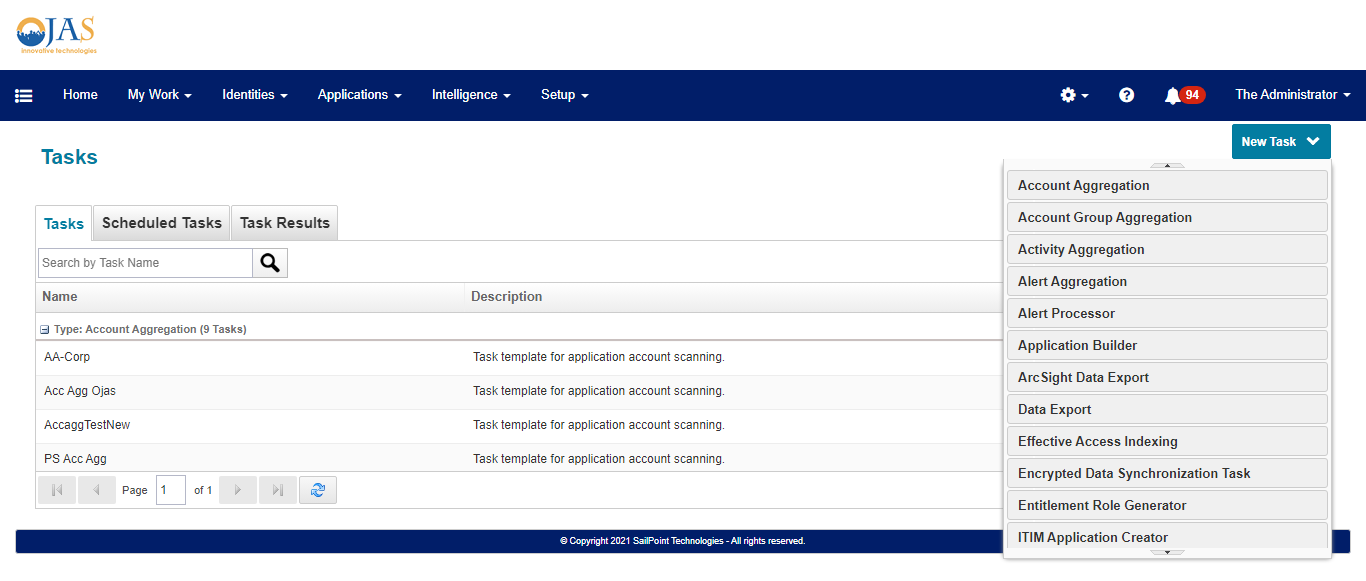 OJAS
innovative technologies
Home My Work Identities Applications Intelligence Setup 94 The Administrator
New Task
Tasks
Account Aggregation
Account Group Aggregation
Activity Aggregation
Alert Aggregation
Alert Processor
Application Builder
ArcSight Data Export
Data Export
Effective Access Indexing
Encrypted Data Synchronization Task
Entitlement Role Generator
ITIM Application Creator
Tasks Scheduled Tasks Task Results
Search by Task Name
Name Description
Type: Account Aggregation (9 Tasks)
AA-Corp Task template for application account scanning.
Acc Agg Ojas Task template for application account scanning.
AccaggTestNew Task template for application account scanning.
PS Acc Agg Task template for application account scanning.
Page 1 of 1
© Copyright 2021 SailPoint Technologies - All rights reserved.